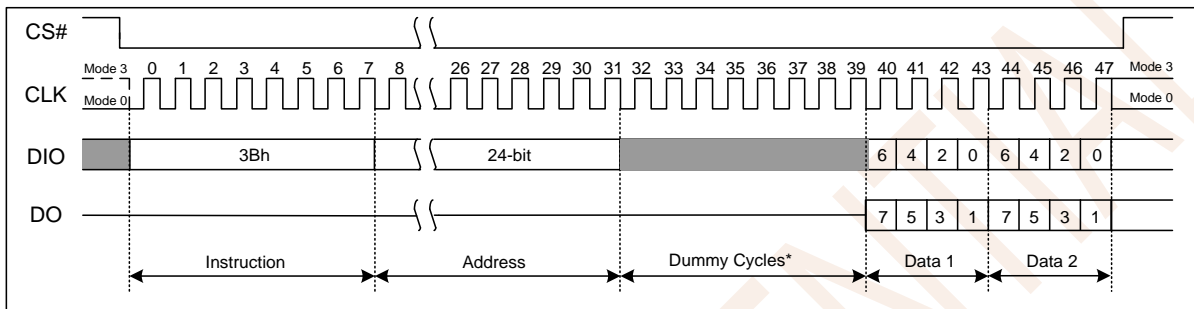 CS#
Mode 3 0 1 2 3 4 5 6 7 8 26 27 28 29 30 31 32 33 34 35 36 37 38 39 40 41 42 43 44 45 46 47 Mode 3
CLK
Mode 0 Mode 0
DIO 3Bh 24-bit 6 4 2 0 6 4 2 0
DO 7 5 3 1 7 5 3 1
Instruction Address Dummy Cycles* Data 1 Data 2